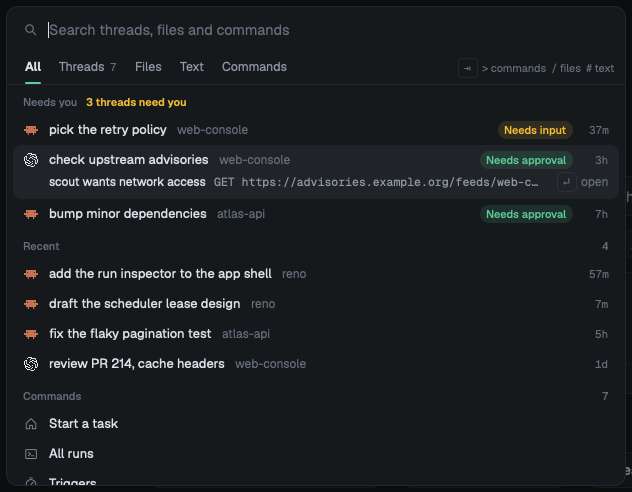 Search threads, files and commands
All Threads 7 Files Text Commands > commands / files # text
Needs you 3 threads need you
pick the retry policy web-console Needs input 37m
check upstream advisories web-console Needs approval 3h
scout wants network access GET https://advisories.example.org/feeds/web-c… open
bump minor dependencies atlas-api Needs approval 7h
Recent 4
add the run inspector to the app shell reno 57m
draft the scheduler lease design reno 7m
fix the flaky pagination test atlas-api 5h
review PR 214, cache headers web-console 1d
Commands 7
Start a task
All runs
Triggers